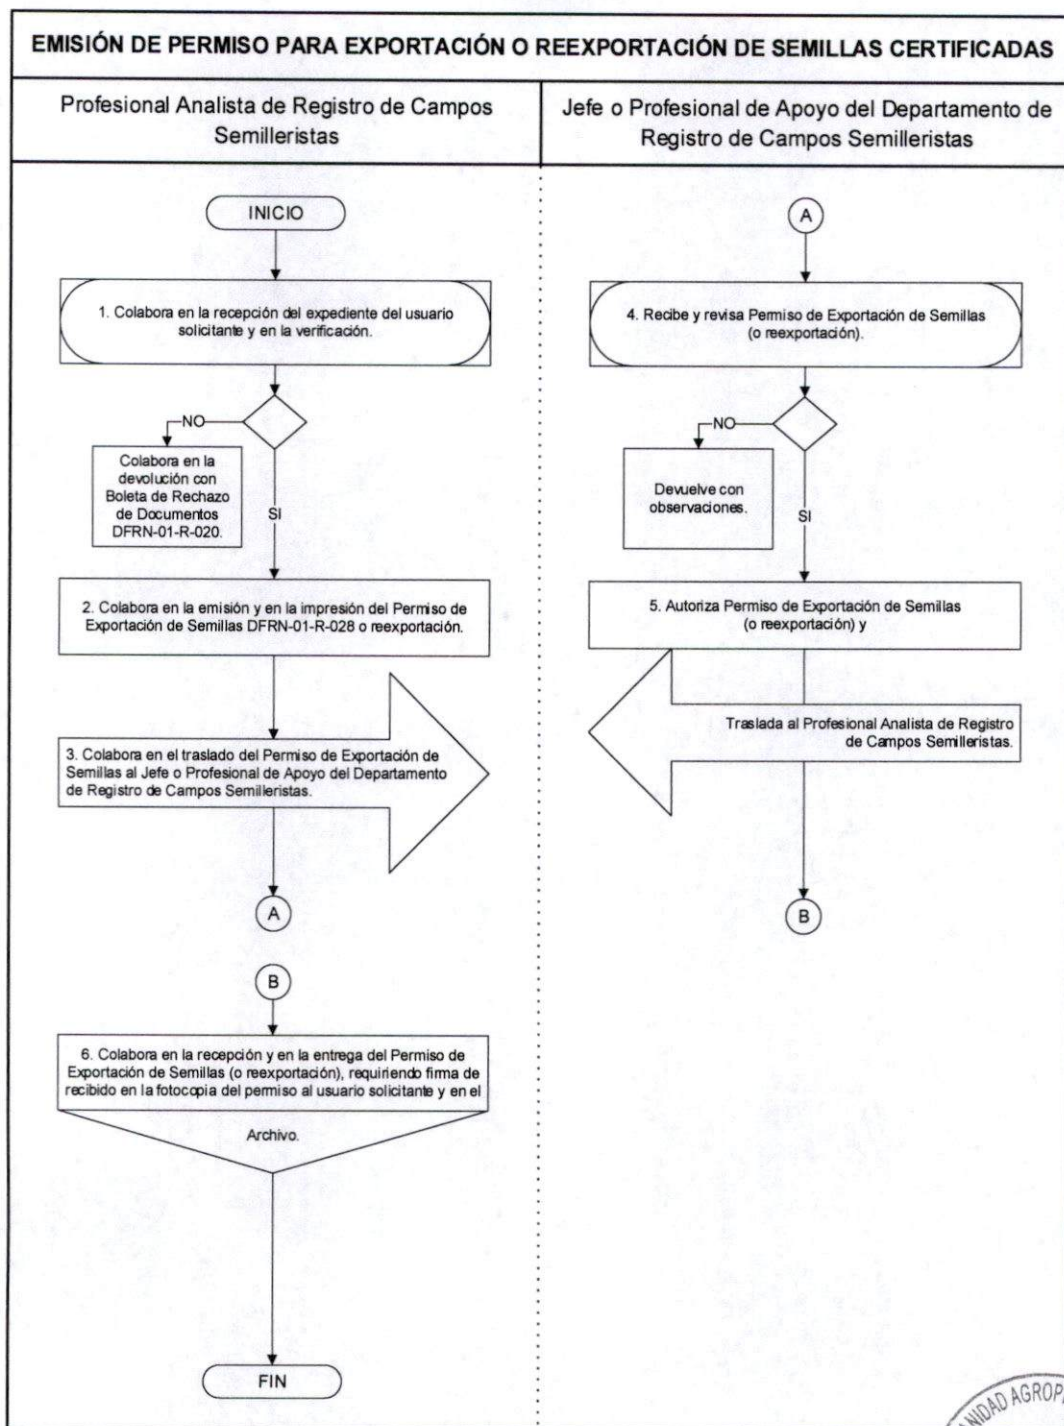 EMISIÓN DE PERMISO PARA EXPORTACIÓN O REEXPORTACIÓN DE SEMILLAS CERTIFICADAS
Profesional Analista de Registro de Campos
Semilleristas
Jefe o Profesional de Apoyo del Departamento de
Registro de Campos Semilleristas
INICIO
1. Colabora en la recepción del expediente del usuario
solicitante y en la verificación.
NO
Colabora en la
devolución con
Boleta de Rechazo
de Documentos
DFRN-01-R-020.
SI
2. Colabora en la emisión y en la impresión del Permiso de
Exportación de Semillas DFRN-01-R-028 o reexportación.
3. Colabora en el traslado del Permiso de Exportación de
Semillas al Jefe o Profesional de Apoyo del Departamento
de Registro de Campos Semilleristas.
A
A
4. Recibe y revisa Permiso de Exportación de Semillas
(o reexportación).
NO
Devuelve con
observaciones.
SI
5. Autoriza Permiso de Exportación de Semillas
(o reexportación) y
Traslada al Profesional Analista de Registro
de Campos Semilleristas.
B
B
6. Colabora en la recepción y en la entrega del Permiso de
Exportación de Semillas (o reexportación), requiriendo firma de
recibido en la fotocopia del permiso al usuario solicitante y en el
Archivo.
FIN